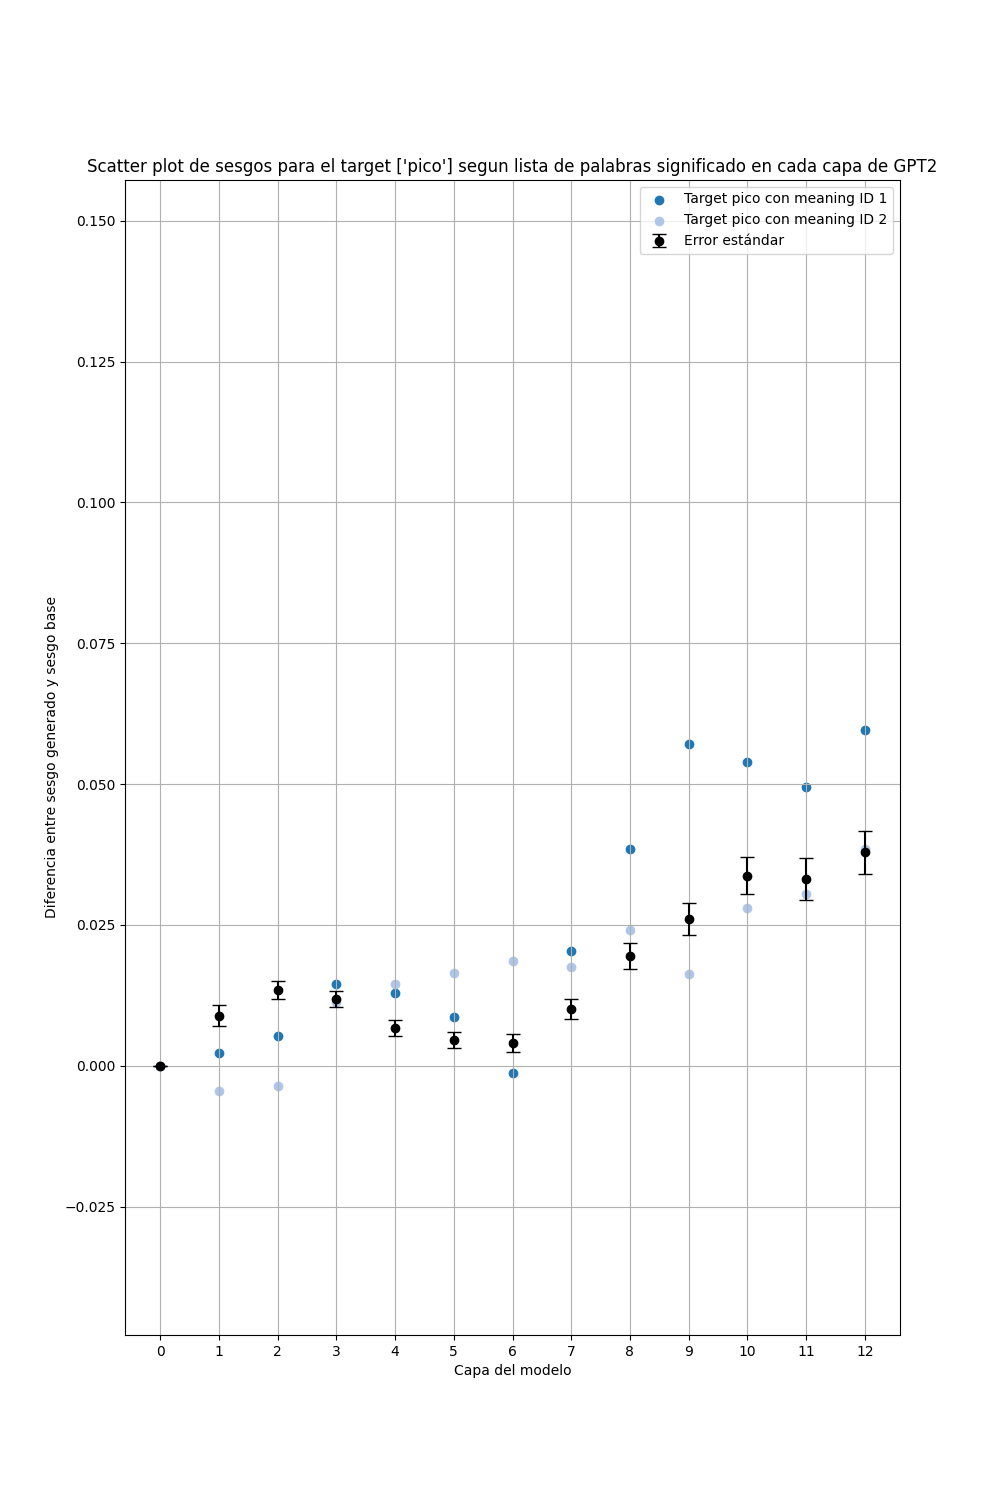 Scatter plot de sesgos para el target ['pico'] segun lista de palabras significado en cada capa de GPT2
Target pico con meaning ID 1
Target pico con meaning ID 2
Error estándar
Diferencia entre sesgo generado y sesgo base
0.150
0.125
0.100
0.075
0.050
0.025
0.000
−0.025
0 1 2 3 4 5 6 7 8 9 10 11 12
Capa del modelo